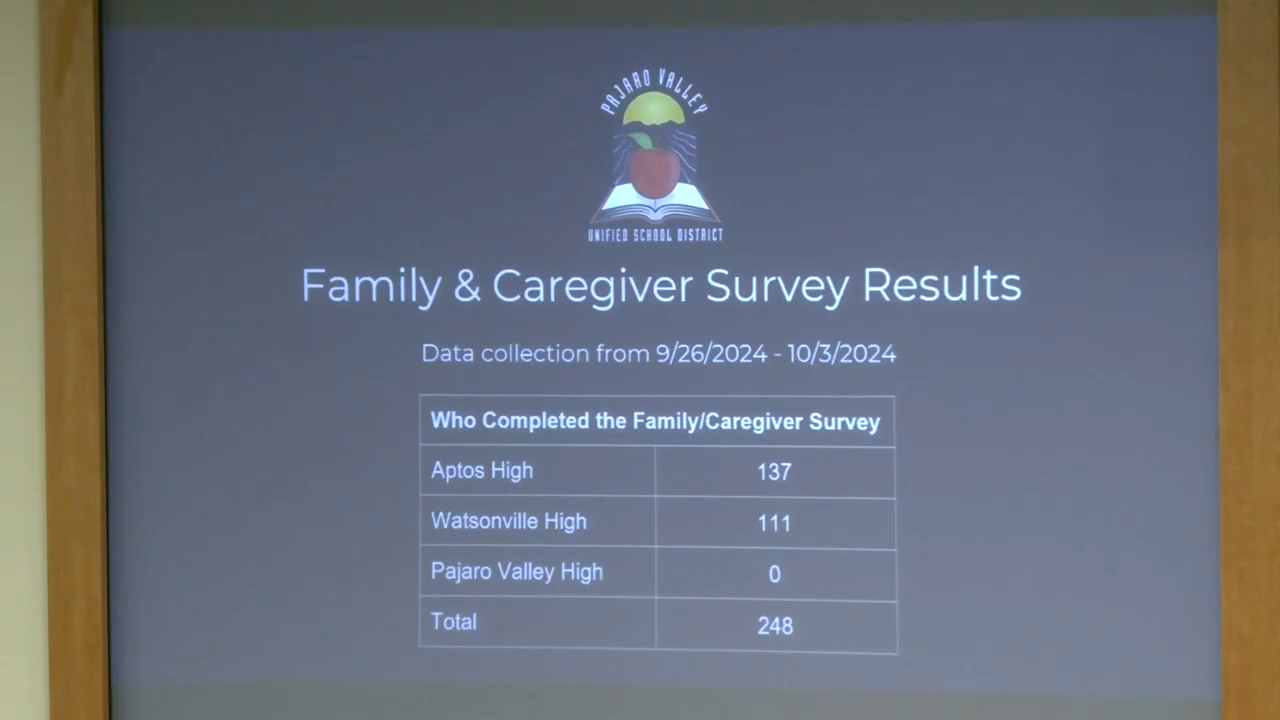 PAJARO VALLEY
UNIFIED SCHOOL DISTRICT
Family & Caregiver Survey Results
Data collection from 9/26/2024 - 10/3/2024
Who Completed the Family/Caregiver Survey
Aptos High 137
Watsonville High 111
Pajaro Valley High 0
Total 248